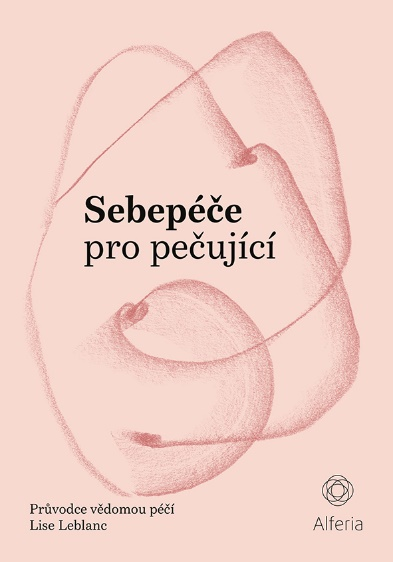 Sebepéče
pro pečující
Průvodce vědomou péčí
Lise Leblanc
Alferia